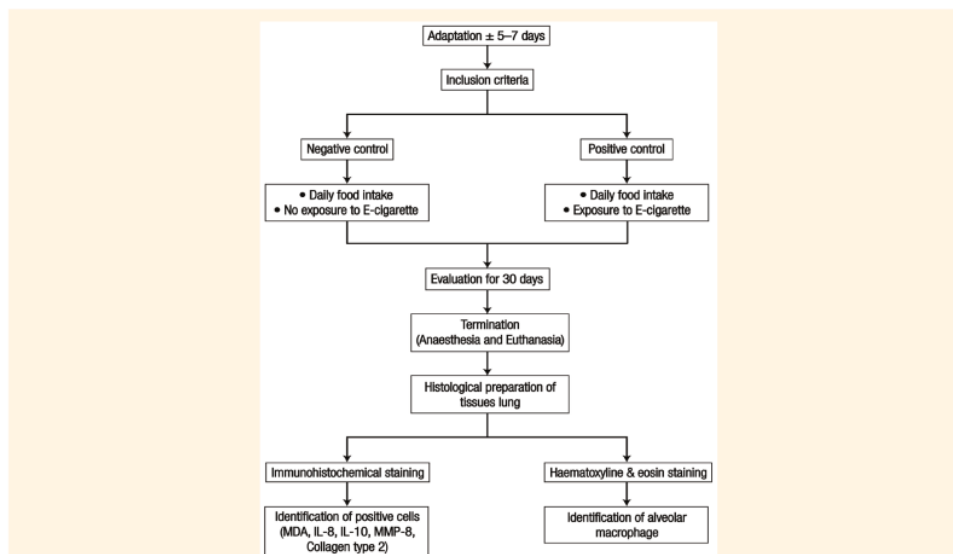 Adaptation ± 5–7 days
Inclusion criteria
Negative control
Positive control
• Daily food intake
• No exposure to E-cigarette
• Daily food intake
• Exposure to E-cigarette
Evaluation for 30 days
Termination
(Anaesthesia and Euthanasia)
Histological preparation of
tissues lung
Immunohistochemical staining
Haematoxyline & eosin staining
Identification of positive cells
(MDA, IL-8, IL-10, MMP-8,
Collagen type 2)
Identification of alveolar
macrophage